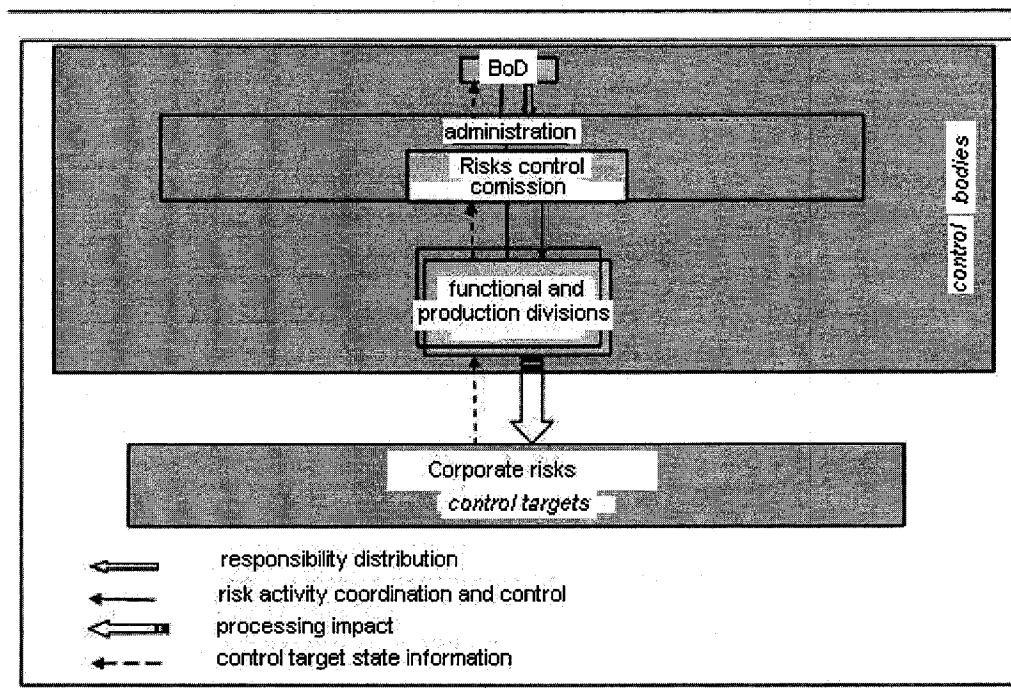 BoD
administration
Risks control
comission
control bodies
functional and
production divisions
Corporate risks
control targets
responsibility distribution
risk activity coordination and control
processing impact
control target state information